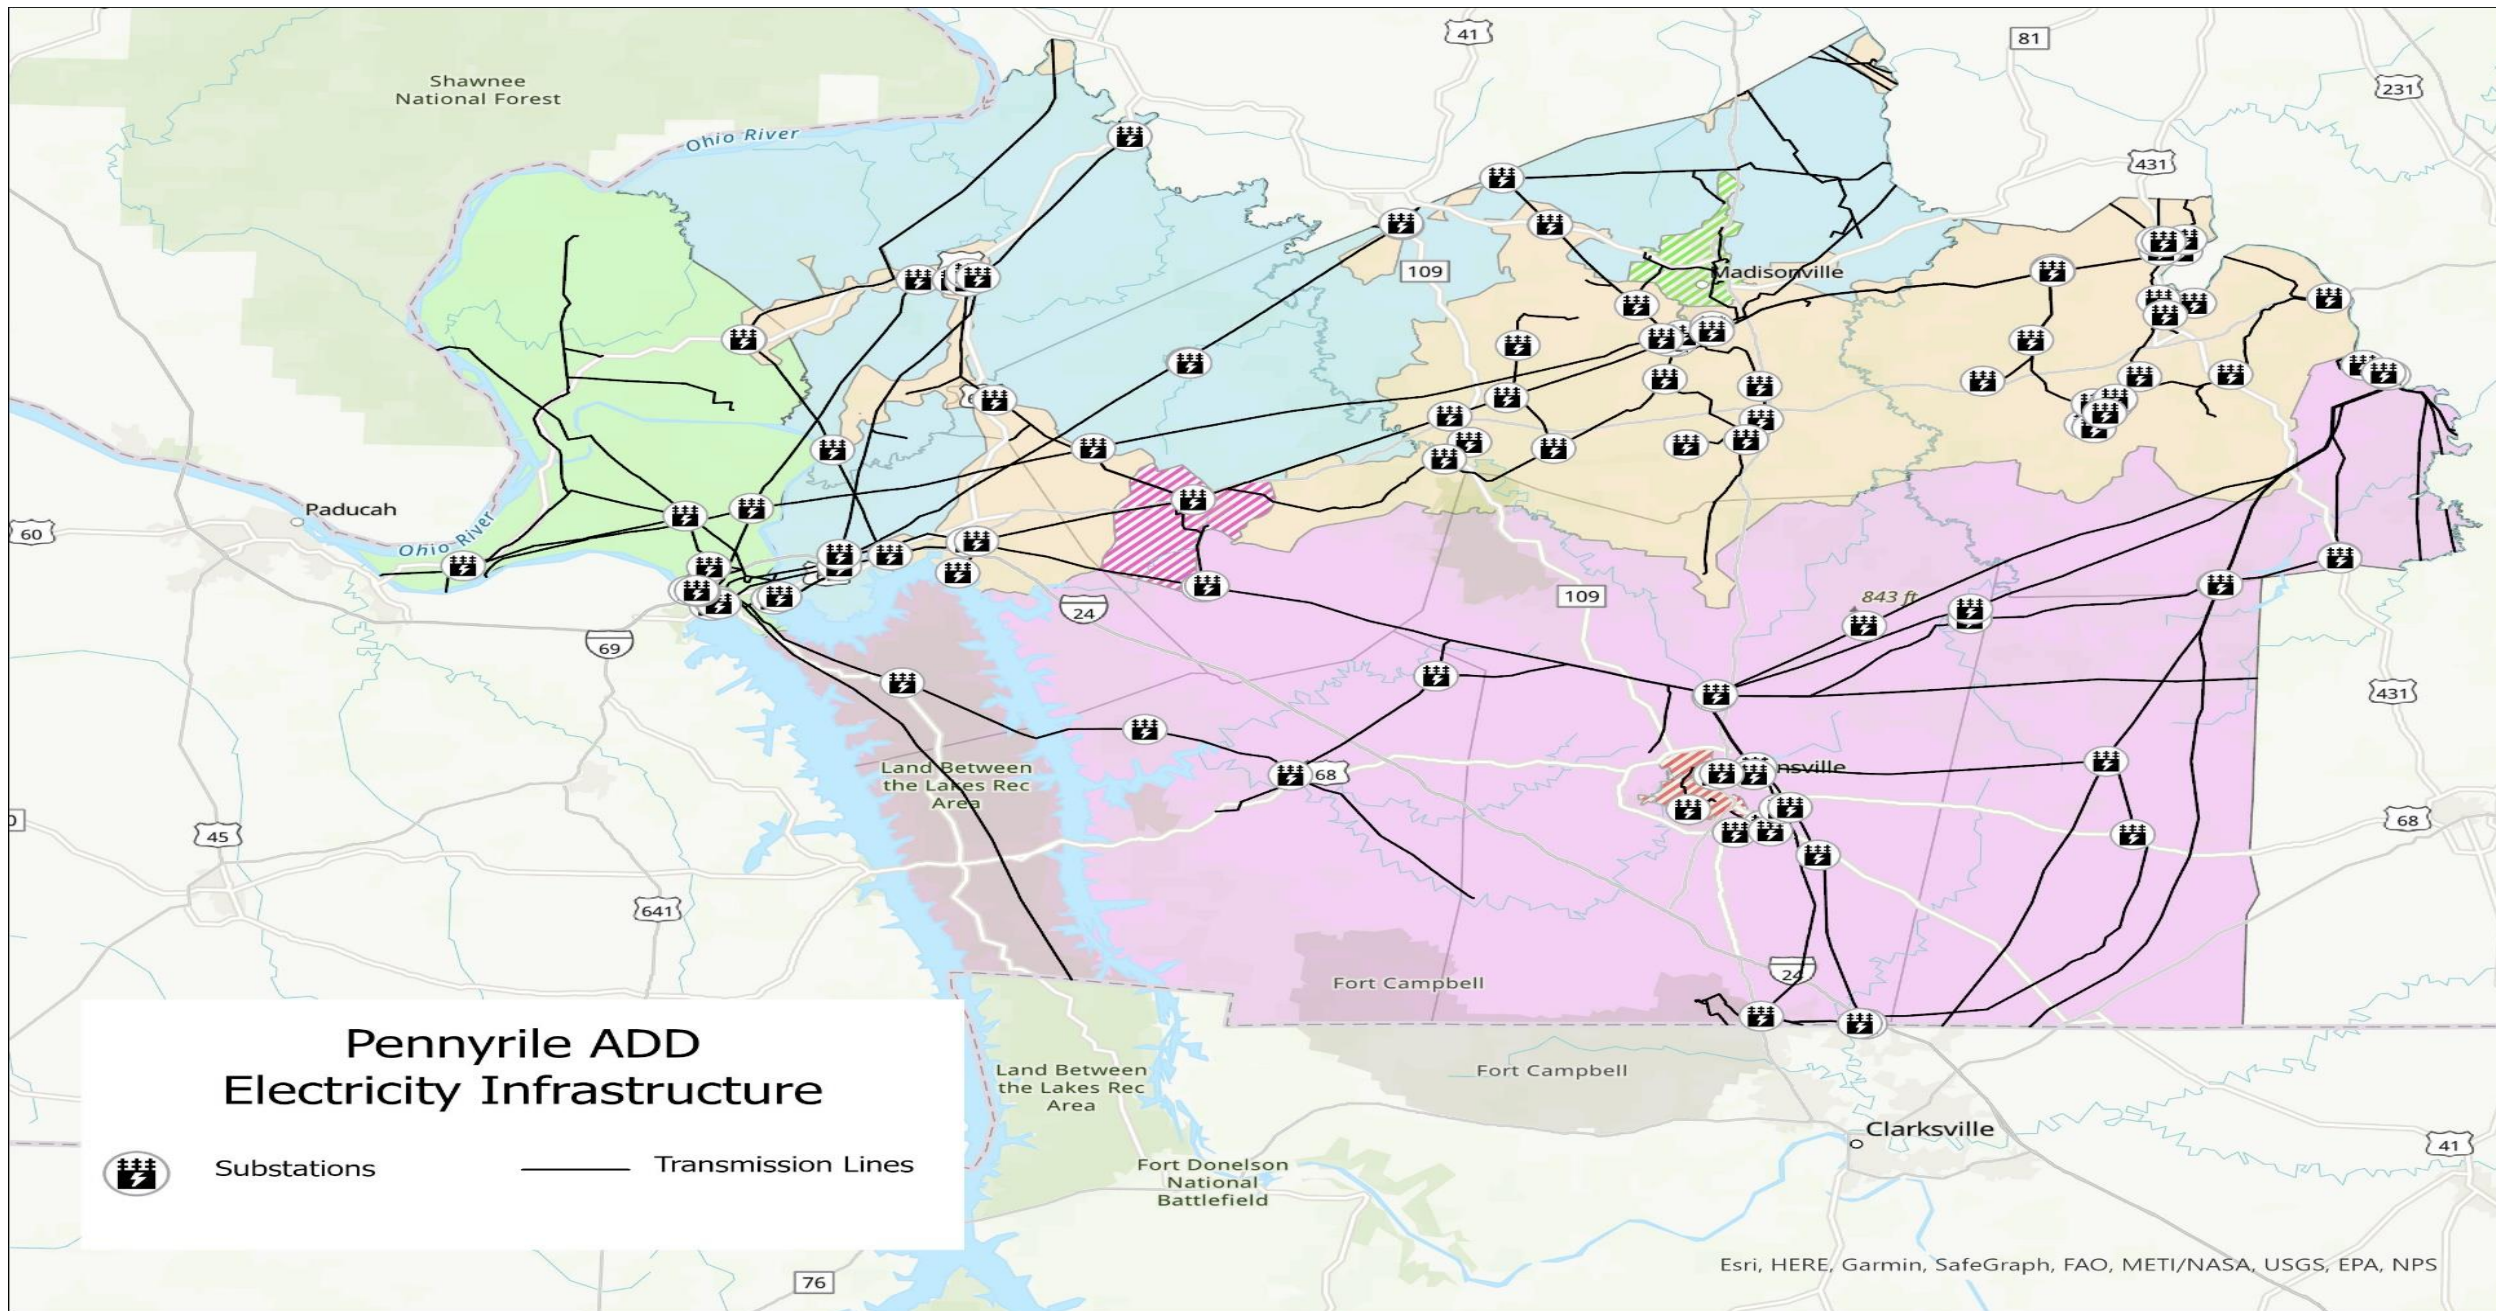 41
81
231
Shawnee
National Forest
Ohio River
431
109
Madisonville
Paducah
60
Ohio River
24
109
843 ft
69
431
Land Between
the Lakes Rec
Area
68
nsville
45
68
641
24
Fort Campbell
Pennyrile ADD
Electricity Infrastructure
Substations
Transmission Lines
Land Between
the Lakes Rec
Area
Fort Campbell
Clarksville
41
Fort Donelson
National
Battlefield
76
Esri, HERE, Garmin, SafeGraph, FAO, METI/NASA, USGS, EPA, NPS